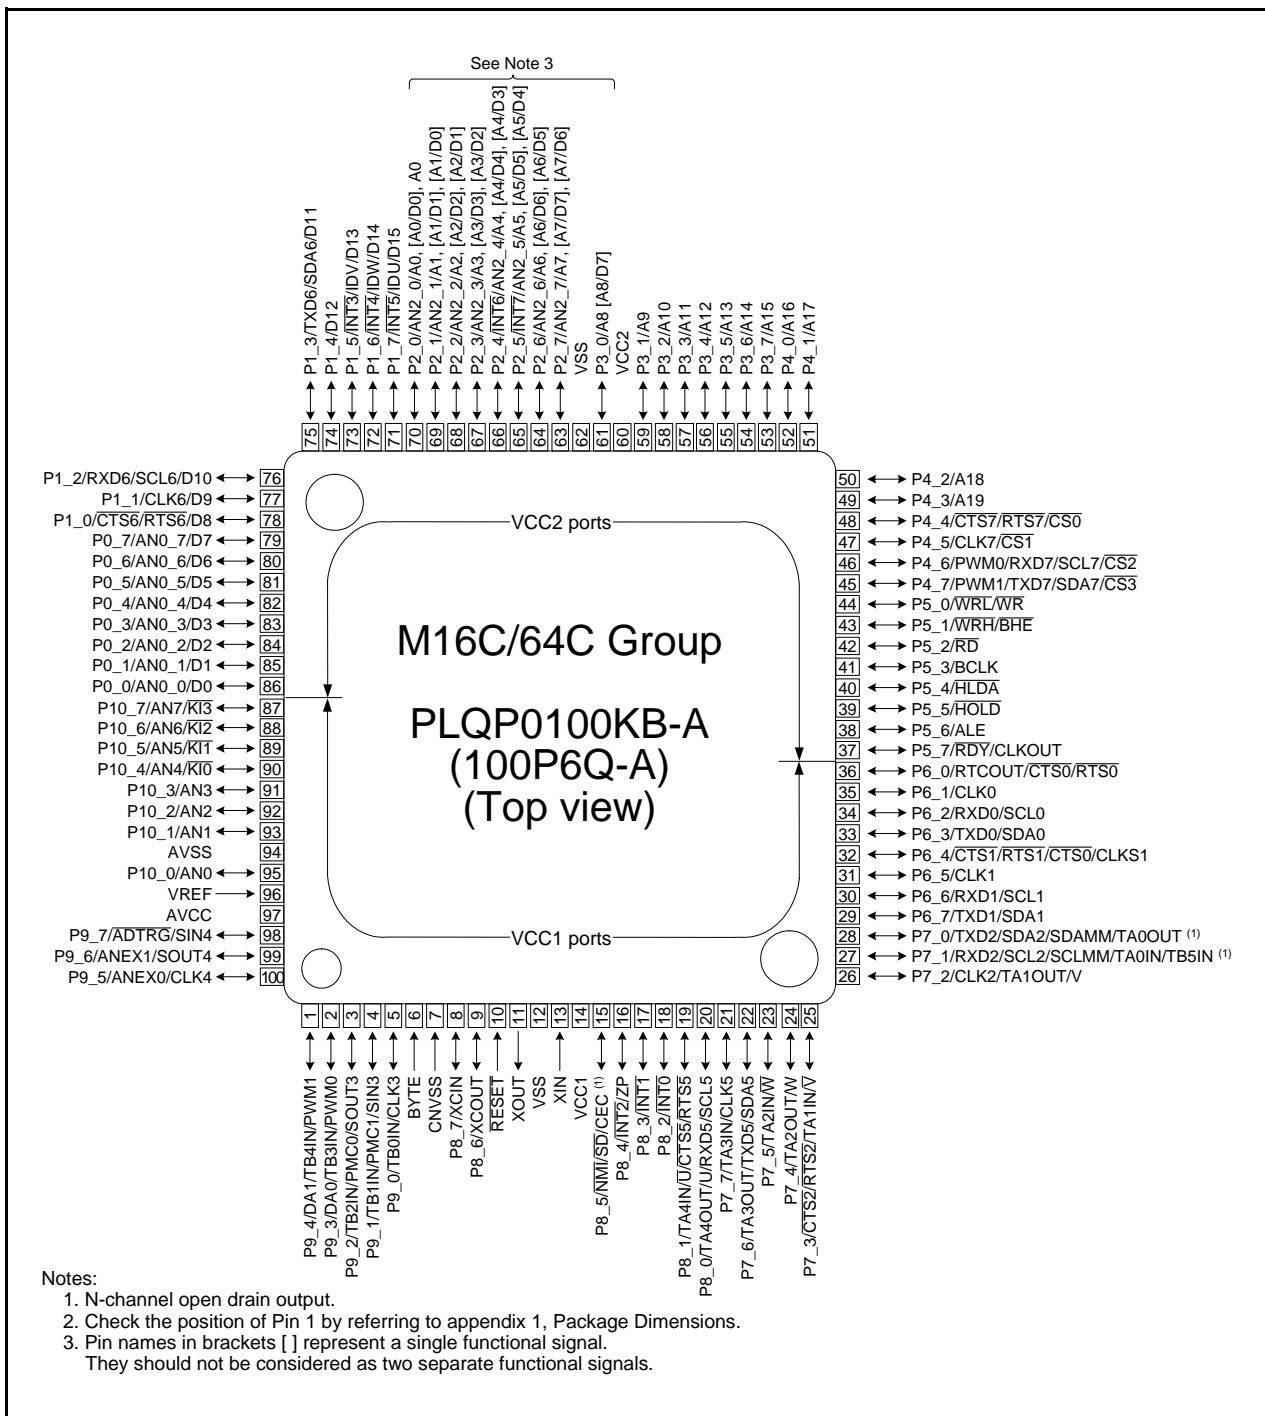 See Note 3
P1_3/TXD6/SDA6/D11
P1_4/D12
P1_5/INT3/IDV/D13
P1_6/INT4/IDW/D14
P1_7/INT5/IDU/D15
P2_0/AN2_0/A0, [A0/D0], A0
P2_1/AN2_1/A1, [A1/D1], [A1/D0]
P2_2/AN2_2/A2, [A2/D2], [A2/D1]
P2_3/AN2_3/A3, [A3/D3], [A3/D2]
P2_4/INT6/AN2_4/A4, [A4/D4], [A4/D3]
P2_5/INT7/AN2_5/A5, [A5/D5], [A5/D4]
P2_6/AN2_6/A6, [A6/D6], [A6/D5]
P2_7/AN2_7/A7, [A7/D7], [A7/D6]
VSS
P3_0/A8 [A8/D7]
VCC2
P3_1/A9
P3_2/A10
P3_3/A11
P3_4/A12
P3_5/A13
P3_6/A14
P3_7/A15
P4_0/A16
P4_1/A17
75 74 73 72 71 70 69 68 67 66 65 64 63 62 61 60 59 58 57 56 55 54 53 52 51
P1_2/RXD6/SCL6/D10 76
P1_1/CLK6/D9 77
P1_0/CTS6/RTS6/D8 78
P0_7/AN0_7/D7 79
P0_6/AN0_6/D6 80
P0_5/AN0_5/D5 81
P0_4/AN0_4/D4 82
P0_3/AN0_3/D3 83
P0_2/AN0_2/D2 84
P0_1/AN0_1/D1 85
P0_0/AN0_0/D0 86
P10_7/AN7/KI3 87
P10_6/AN6/KI2 88
P10_5/AN5/KI1 89
P10_4/AN4/KI0 90
P10_3/AN3 91
P10_2/AN2 92
P10_1/AN1 93
AVSS 94
P10_0/AN0 95
VREF 96
AVCC 97
P9_7/ADTRG/SIN4 98
P9_6/ANEX1/SOUT4 99
P9_5/ANEX0/CLK4 100
VCC2 ports
M16C/64C Group
PLQP0100KB-A
(100P6Q-A)
(Top view)
VCC1 ports
50 P4_2/A18
49 P4_3/A19
48 P4_4/CTS7/RTS7/CS0
47 P4_5/CLK7/CS1
46 P4_6/PWM0/RXD7/SCL7/CS2
45 P4_7/PWM1/TXD7/SDA7/CS3
44 P5_0/WRL/WR
43 P5_1/WRH/BHE
42 P5_2/RD
41 P5_3/BCLK
40 P5_4/HLDA
39 P5_5/HOLD
38 P5_6/ALE
37 P5_7/RDY/CLKOUT
36 P6_0/RTCOUT/CTS0/RTS0
35 P6_1/CLK0
34 P6_2/RXD0/SCL0
33 P6_3/TXD0/SDA0
32 P6_4/CTS1/RTS1/CTS0/CLKS1
31 P6_5/CLK1
30 P6_6/RXD1/SCL1
29 P6_7/TXD1/SDA1
28 P7_0/TXD2/SDA2/SDAMM/TA0OUT (1)
27 P7_1/RXD2/SCL2/SCLMM/TA0IN/TB5IN (1)
26 P7_2/CLK2/TA1OUT/V
1 2 3 4 5 6 7 8 9 10 11 12 13 14 15 16 17 18 19 20 21 22 23 24 25
P9_4/DA1/TB4IN/PWM1
P9_3/DA0/TB3IN/PWM0
P9_2/TB2IN/PMC0/SOUT3
P9_1/TB1IN/PMC1/SIN3
P9_0/TB0IN/CLK3
BYTE
CNVSS
P8_7/XCIN
P8_6/XCOUT
RESET
XOUT
VSS
XIN
VCC1
P8_5/NMI/SD/CEC (1)
P8_4/INT2/ZP
P8_3/INT1
P8_2/INT0
P8_1/TA4IN/U/CTS5/RTS5
P8_0/TA4OUT/U/RXD5/SCL5
P7_7/TA3IN/CLK5
P7_6/TA3OUT/TXD5/SDA5
P7_5/TA2IN/W
P7_4/TA2OUT/W
P7_3/CTS2/RTS2/TA1IN/V
Notes:
1. N-channel open drain output.
2. Check the position of Pin 1 by referring to appendix 1, Package Dimensions.
3. Pin names in brackets [ ] represent a single functional signal.
They should not be considered as two separate functional signals.